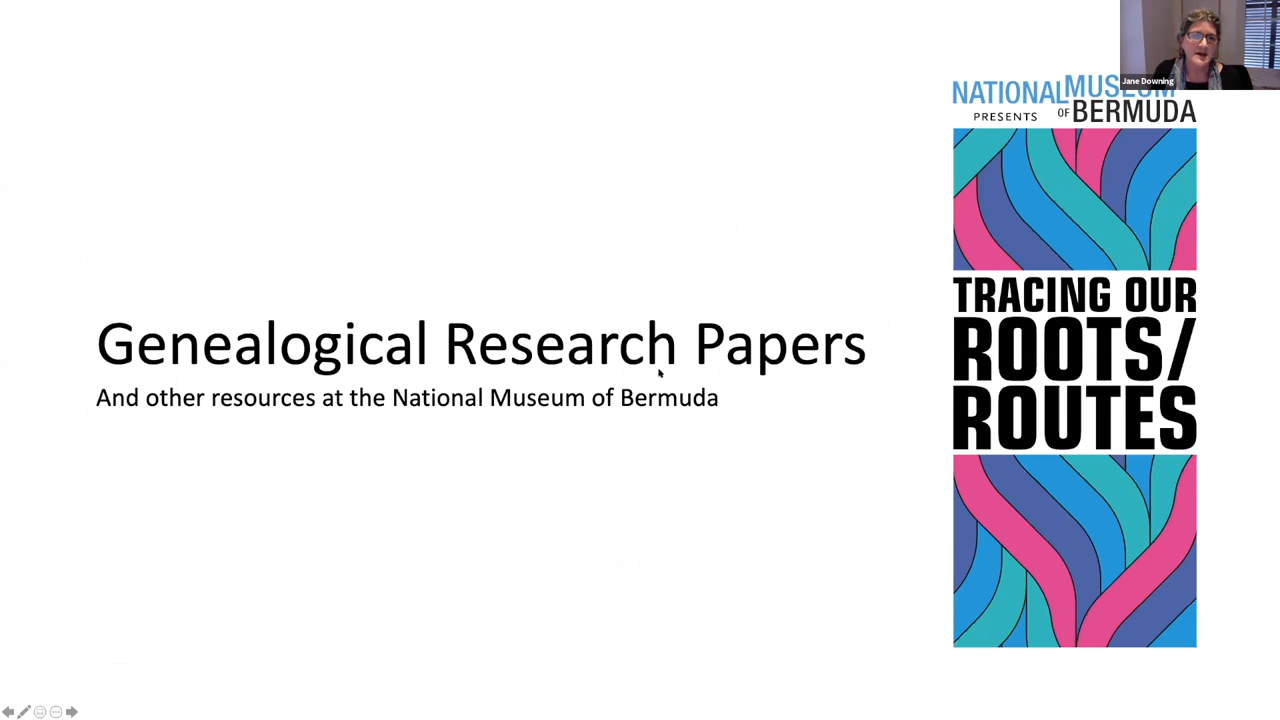 Jane Downing
NATIONAL MUSEUM
PRESENTS OF BERMUDA
Genealogical Research Papers
And other resources at the National Museum of Bermuda
TRACING OUR
ROOTS/
ROUTES